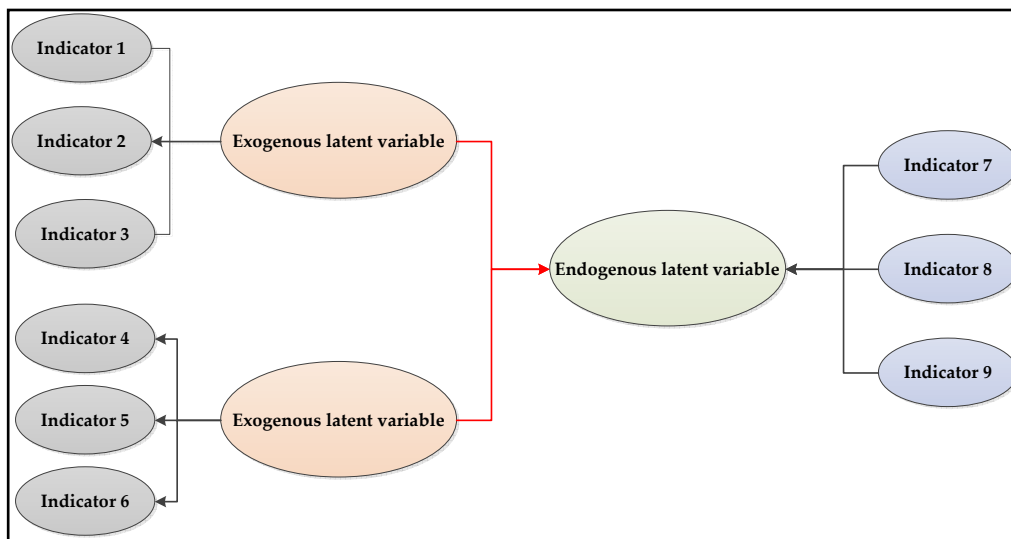 Indicator 1
Indicator 2
Indicator 3
Exogenous latent variable
Indicator 4
Indicator 5
Indicator 6
Exogenous latent variable
Endogenous latent variable
Indicator 7
Indicator 8
Indicator 9